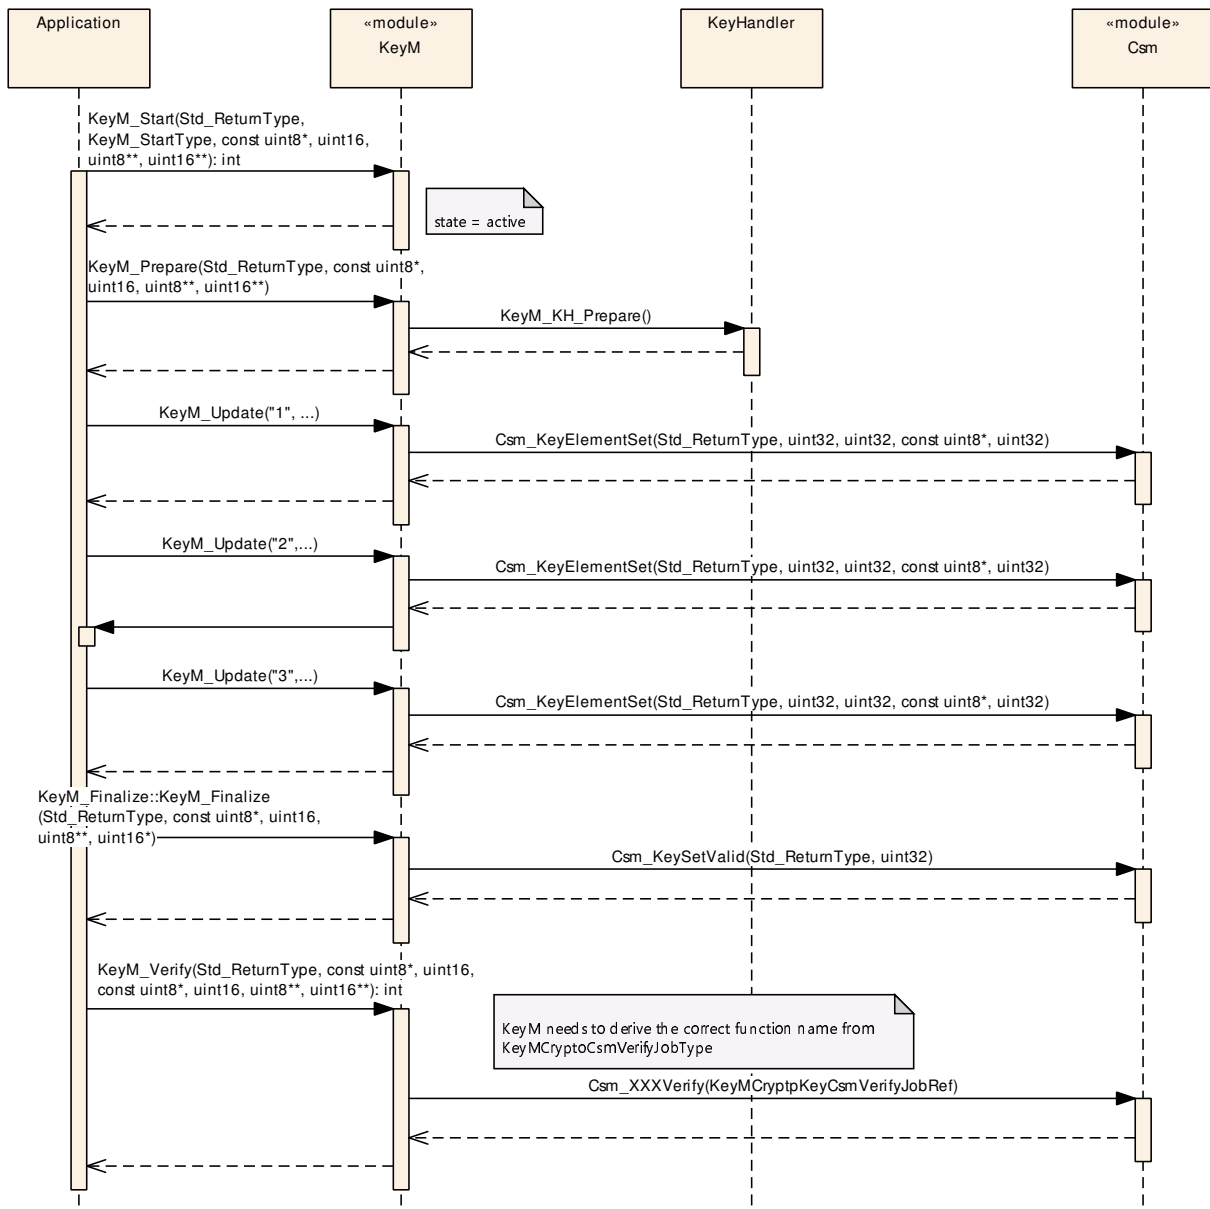 Application
«module»
KeyM
KeyHandler
«module»
Csm
KeyM_Start(Std_ReturnType,
KeyM_StartType, const uint8*, uint16,
uint8**, uint16**): int
state = active
KeyM_Prepare(Std_ReturnType, const uint8*,
uint16, uint8**, uint16**)
KeyM_KH_Prepare()
KeyM_Update("1", ...)
Csm_KeyElementSet(Std_ReturnType, uint32, uint32, const uint8*, uint32)
KeyM_Update("2",...)
Csm_KeyElementSet(Std_ReturnType, uint32, uint32, const uint8*, uint32)
KeyM_Update("3",...)
Csm_KeyElementSet(Std_ReturnType, uint32, uint32, const uint8*, uint32)
KeyM_Finalize::KeyM_Finalize
(Std_ReturnType, const uint8*, uint16,
uint8**, uint16*)
Csm_KeySetValid(Std_ReturnType, uint32)
KeyM_Verify(Std_ReturnType, const uint8*, uint16,
const uint8*, uint16, uint8**, uint16**): int
KeyM needs to derive the correct function name from
KeyMCryptoCsmVerifyJobType
Csm_XXXVerify(KeyMCryptpKeyCsmVerifyJobRef)